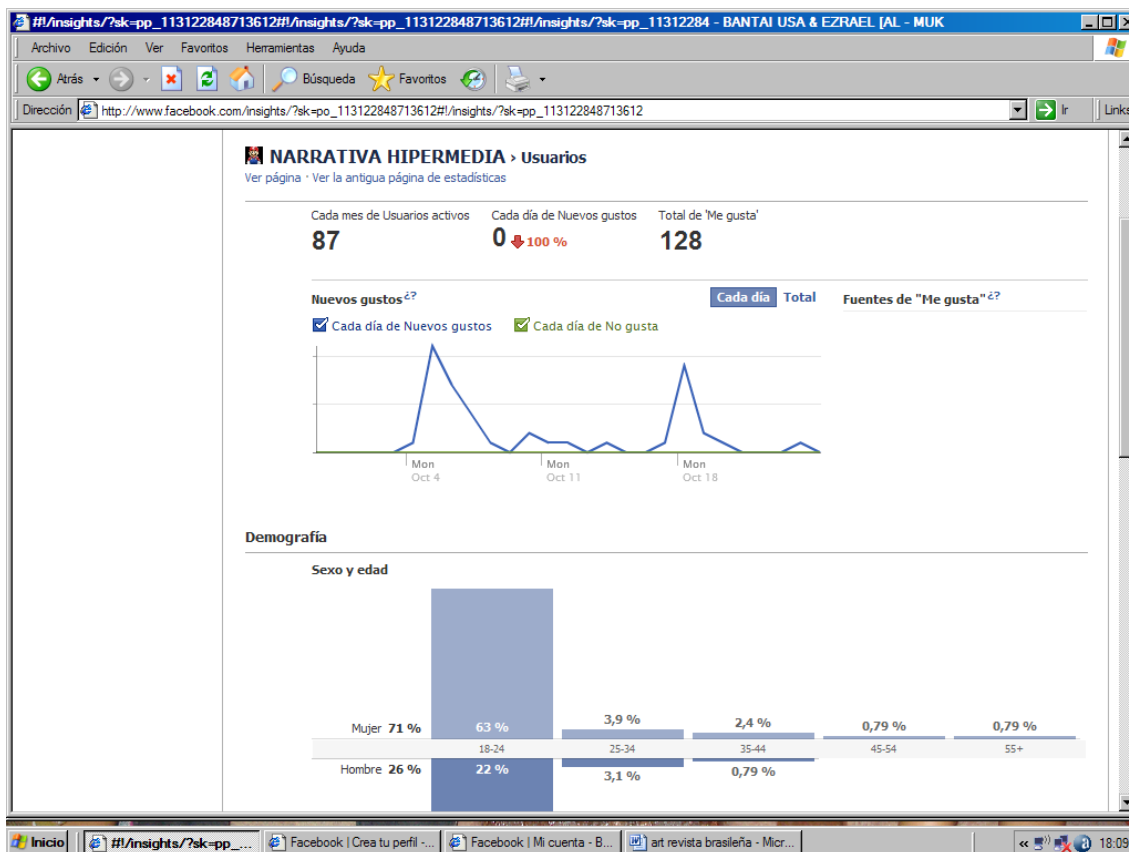 #!/insights/?sk=pp_113122848713612#!/insights/?sk=pp_113122848713612#!/insights/?sk=pp_11312284 - BANTAI USA & EZRAEL [AL - MUK
Archivo Edición Ver Favoritos Herramientas Ayuda
Atrás Búsqueda Favoritos
Dirección http://www.facebook.com/insights/?sk=po_113122848713612#!/insights/?sk=pp_113122848713612 Ir Links
NARRATIVA HIPERMEDIA › Usuarios
Ver página · Ver la antigua página de estadísticas
Cada mes de Usuarios activos Cada día de Nuevos gustos Total de 'Me gusta'
87 0 100 % 128
Nuevos gustos¿? Cada día Total Fuentes de "Me gusta"¿?
Cada día de Nuevos gustos Cada día de No gusta
Mon Mon Mon
Oct 4 Oct 11 Oct 18
Demografía
Sexo y edad
Mujer 71 % 63 % 3,9 % 2,4 % 0,79 % 0,79 %
18-24 25-34 35-44 45-54 55+
Hombre 26 % 22 % 3,1 % 0,79 %
Inicio #!/insights/?sk=pp_... Facebook | Crea tu perfil -... Facebook | Mi cuenta - B... art revista brasileña - Micr... « 18:09